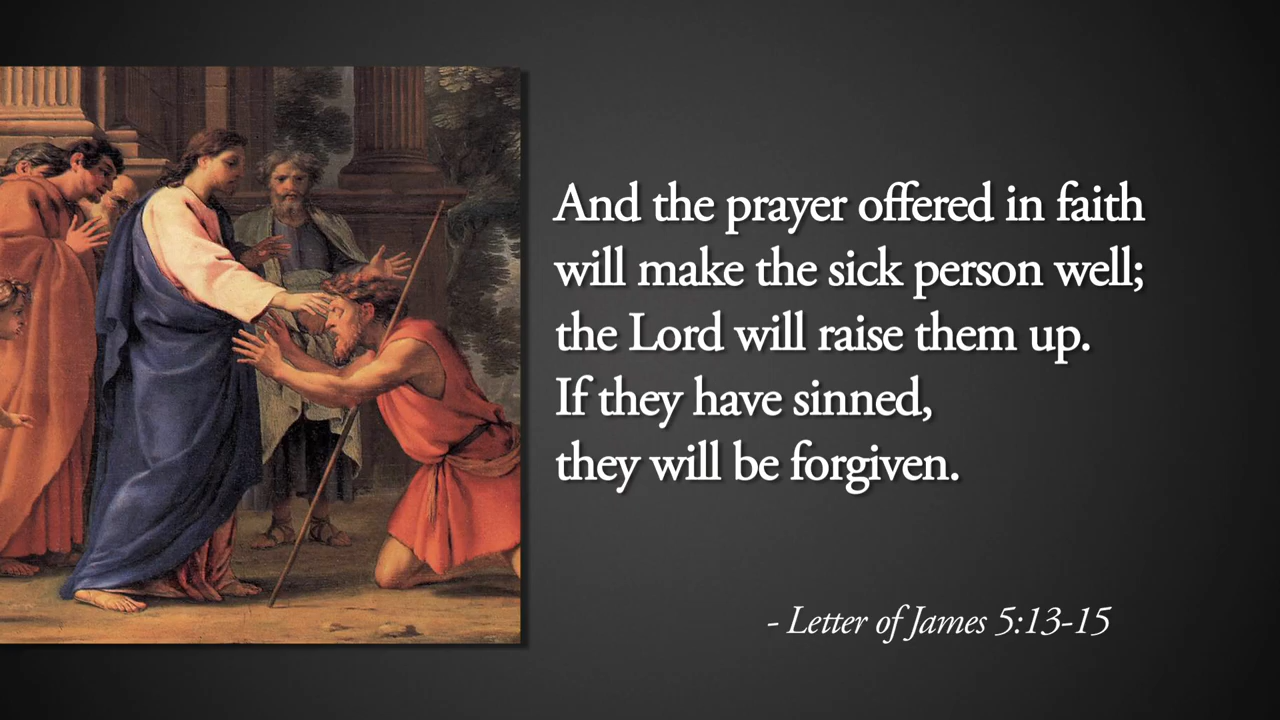 And the prayer offered in faith
will make the sick person well;
the Lord will raise them up.
If they have sinned,
they will be forgiven.
- Letter of James 5:13-15